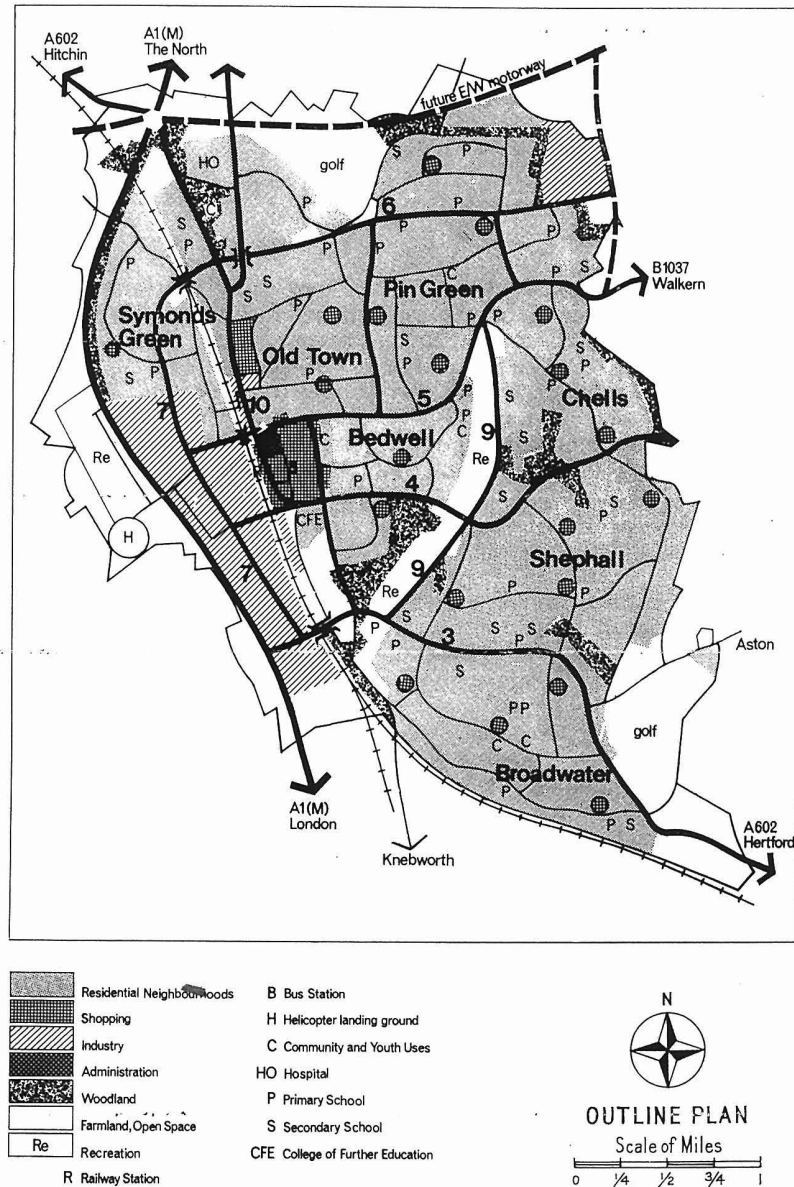 A602
Hitchin
A1(M)
The North
future E/W motorway
HO
golf
S
P
P
S
C
P
P
6
S
P
P
P
P
P
S
B1037
Walkern
S
S
C
P
Pin Green
P
P
P
Symonds
Green
Old Town
S
P
S
P
Chells
S
P
P
7
10
5
P
P
C
S
Bedwell
9
Re
Re
C
P
4
S
P
S
CFE
H
Shephall
7
9
Re
P
P
S
P
3
S
P
S
P
S
Aston
PP
golf
C
C
Broadwater
P
P
S
A1(M)
London
Knebworth
A602
Hertford
Residential Neighbourhoods
Shopping
Industry
Administration
Woodland
Farmland, Open Space
Re
Recreation
R Railway Station
B Bus Station
H Helicopter landing ground
C Community and Youth Uses
HO Hospital
P Primary School
S Secondary School
CFE College of Further Education
N
OUTLINE PLAN
Scale of Miles
0 1/4 1/2 3/4 1